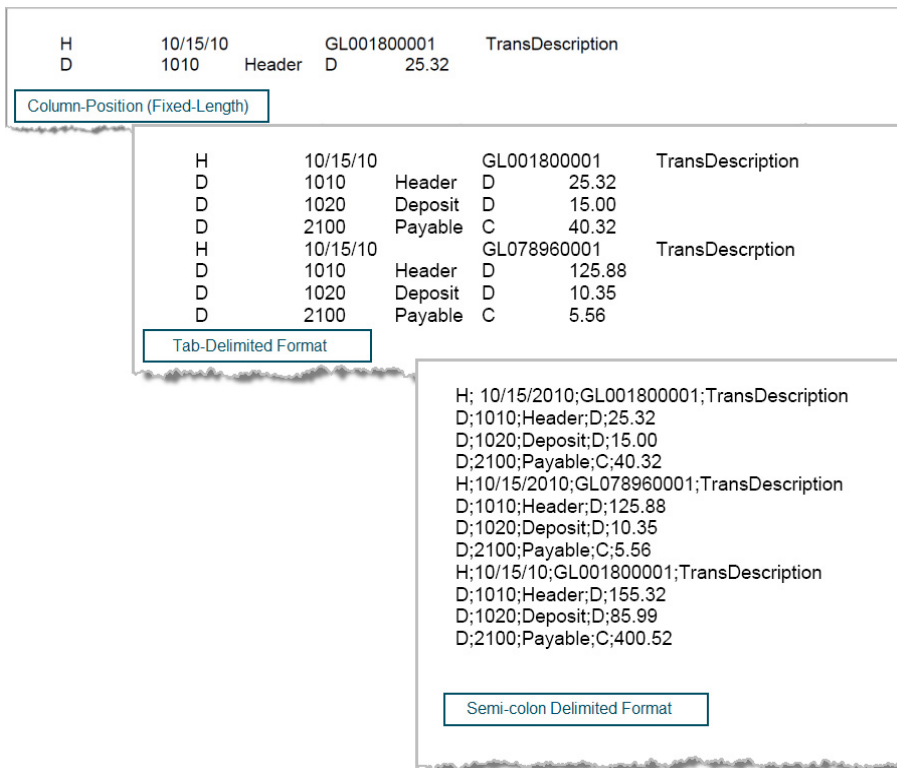 H 10/15/10 GL001800001 TransDescription
D 1010 Header D 25.32
Column-Position (Fixed-Length)
H 10/15/10 GL001800001 TransDescription
D 1010 Header D 25.32
D 1020 Deposit D 15.00
D 2100 Payable C 40.32
H 10/15/10 GL078960001 TransDescrption
D 1010 Header D 125.88
D 1020 Deposit D 10.35
D 2100 Payable C 5.56
Tab-Delimited Format
H; 10/15/2010;GL001800001;TransDescription
D;1010;Header;D;25.32
D;1020;Deposit;D;15.00
D;2100;Payable;C;40.32
H;10/15/2010;GL078960001;TransDescription
D;1010;Header;D;125.88
D;1020;Deposit;D;10.35
D;2100;Payable;C;5.56
H;10/15/10;GL001800001;TransDescription
D;1010;Header;D;155.32
D;1020;Deposit;D;85.99
D;2100;Payable;C;400.52
Semi-colon Delimited Format